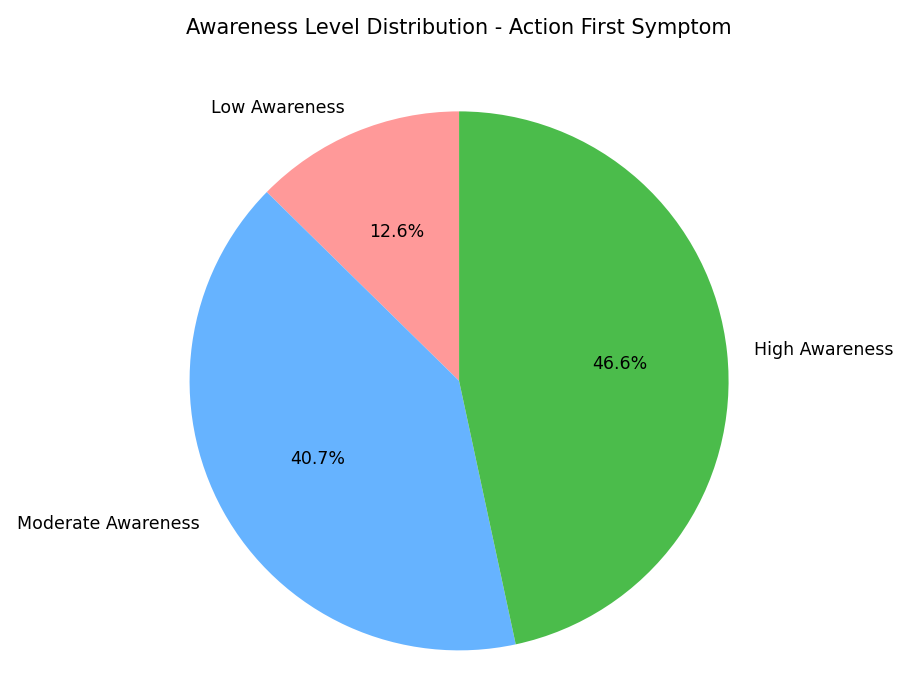 Awareness Level Distribution - Action First Symptom
Low Awareness
12.6%
High Awareness
46.6%
40.7%
Moderate Awareness